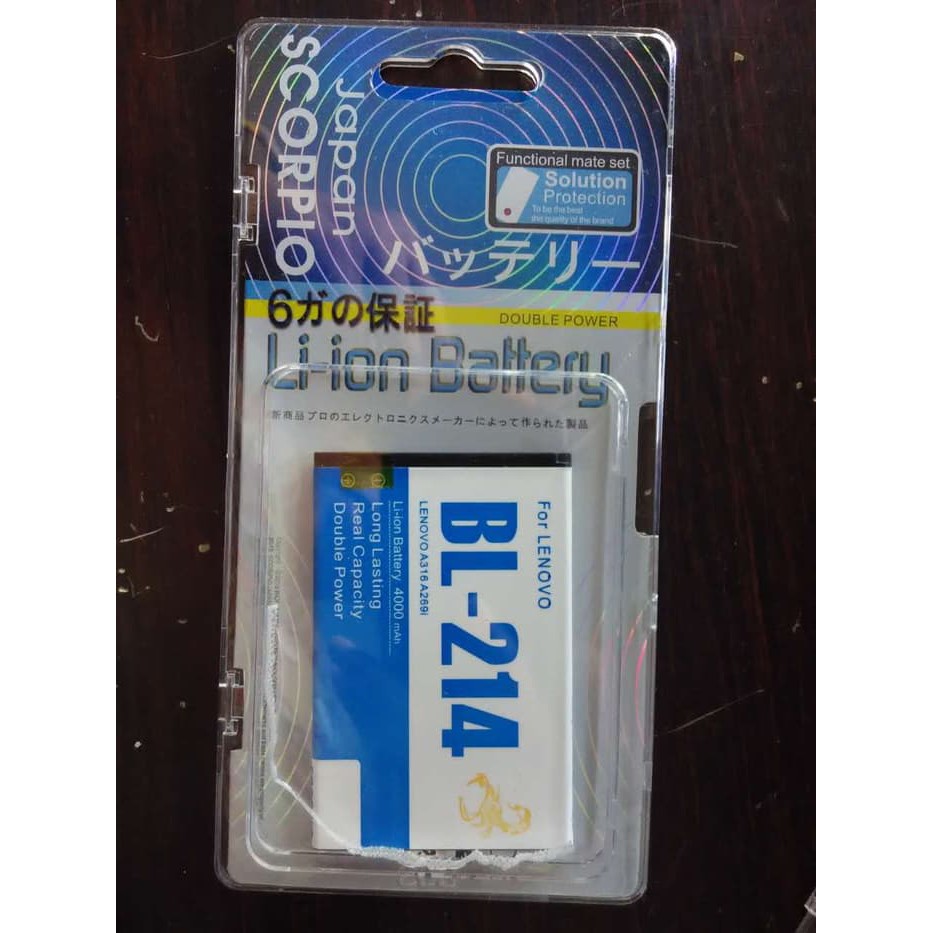 SCORPIO
Japan
Functional mate set
Solution
Protection
To be the best
the quality of the brand
バッテリー
6ガの保証
DOUBLE POWER
Li-ion Battery
新商品プロのエレクトロニクスメーカーによって作られた製品
For LENOVO
BL-214
LENOVO A316 A269i
Li-ion Battery 4000 mAh
Long Lasting
Real Capacity
Double Power